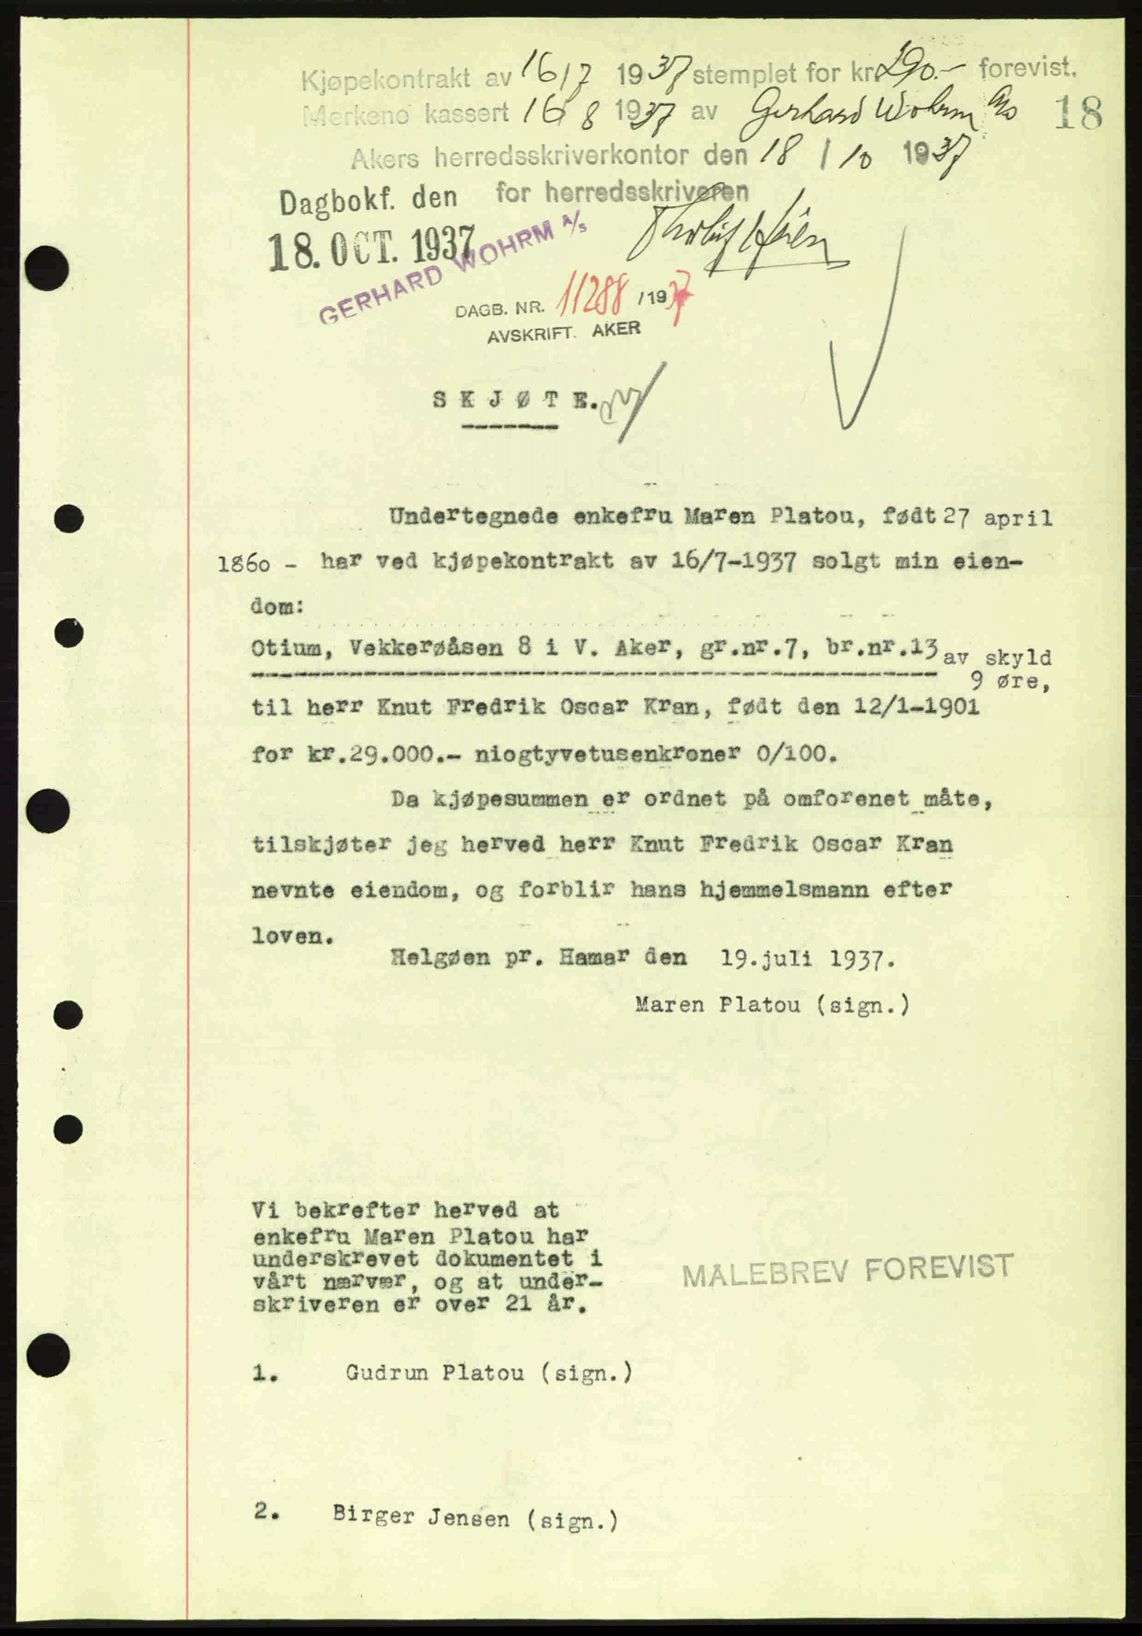 Kjøpekontrakt av 16/7 1937 stemplet for kr 290.- forevist.
Merkene kassert 16/8 1937 av Gerhard Wohrm A/s
18
Akers herredsskriverkontor den 18 / 10 1937
Dagbokf. den for herredsskriveren
18. OCT. 1937
GERHARD WOHRM A/S
DAGB. NR. 11288 /1937
AVSKRIFT. AKER
SKJØTE.
Undertegnede enkefru Maren Platou, født 27 april
1860 - har ved kjøpekontrakt av 16/7-1937 solgt min eien-
dom:
Otium, Vekkerøåsen 8 i V. Aker, gr.nr.7, br.nr.13 av skyld
9 øre,
til herr Knut Fredrik Oscar Kran, født den 12/1-1901
for kr.29.000.- niogtyvetusenkroner 0/100.
Da kjøpesummen er ordnet på omforenet måte,
tilskjøter jeg herved herr Knut Fredrik Oscar Kran
nevnte eiendom, og forblir hans hjemmelsmann efter
loven.
Helgøen pr. Hamar den 19.juli 1937.
Maren Platou (sign.)
Vi bekrefter herved at
enkefru Maren Platou har
underskrevet dokumentet i
vårt nærvær, og at under-
skriveren er over 21 år.
MÅLEBREV FOREVIST
1. Gudrun Platou (sign.)
2. Birger Jensen (sign.)